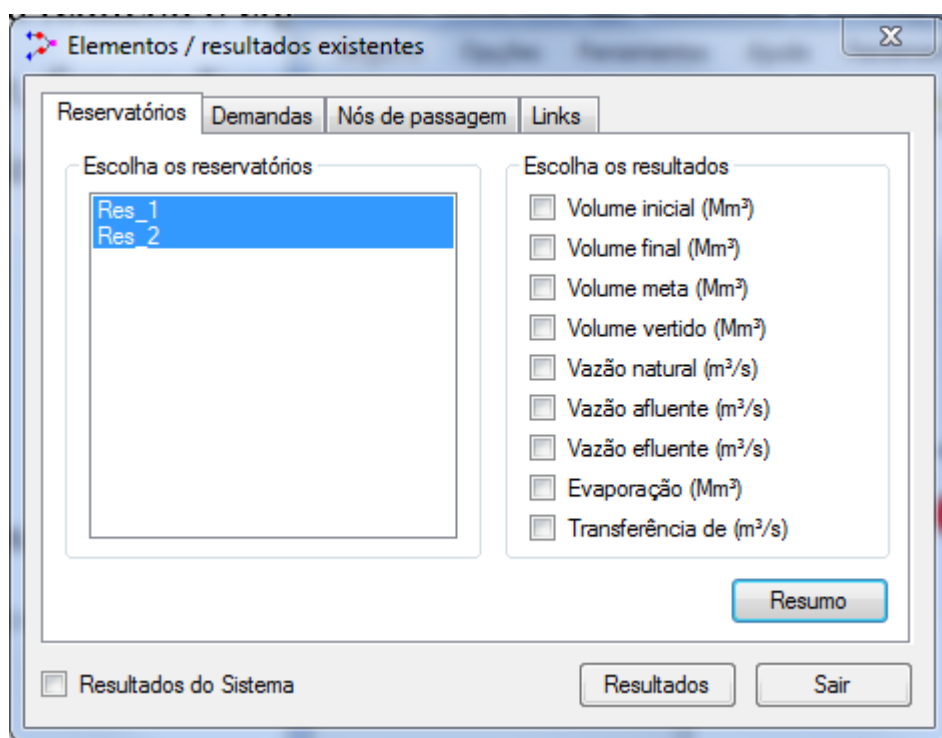 Elementos / resultados existentes
Reservatórios Demandas Nós de passagem Links
Escolha os reservatórios
Res_1
Res_2
Escolha os resultados
Volume inicial (Mm³)
Volume final (Mm³)
Volume meta (Mm³)
Volume vertido (Mm³)
Vazão natural (m³/s)
Vazão afluente (m³/s)
Vazão efluente (m³/s)
Evaporação (Mm³)
Transferência de (m³/s)
Resumo
Resultados do Sistema
Resultados
Sair